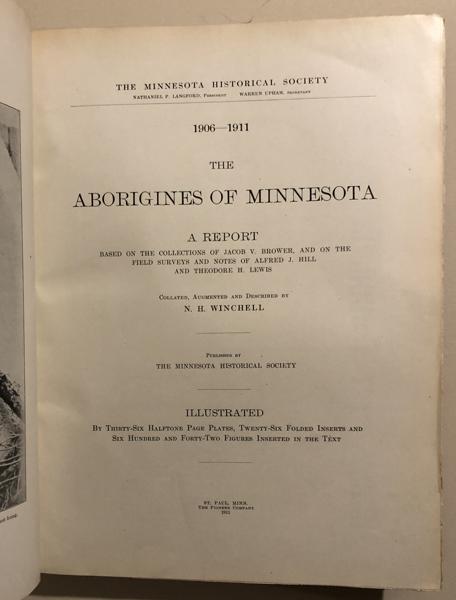 THE MINNESOTA HISTORICAL SOCIETY
NATHANIEL P. LANGFORD, PRESIDENT WARREN UPHAM, SECRETARY
1906—1911
THE
ABORIGINES OF MINNESOTA
A REPORT
BASED ON THE COLLECTIONS OF JACOB V. BROWER, AND ON THE
FIELD SURVEYS AND NOTES OF ALFRED J. HILL
AND THEODORE H. LEWIS
COLLATED, AUGMENTED AND DESCRIBED BY
N. H. WINCHELL
PUBLISHED BY
THE MINNESOTA HISTORICAL SOCIETY
ILLUSTRATED
BY THIRTY-SIX HALFTONE PAGE PLATES, TWENTY-SIX FOLDED INSERTS AND
SIX HUNDRED AND FORTY-TWO FIGURES INSERTED IN THE TEXT
ST. PAUL, MINN.
THE PIONEER COMPANY
1911